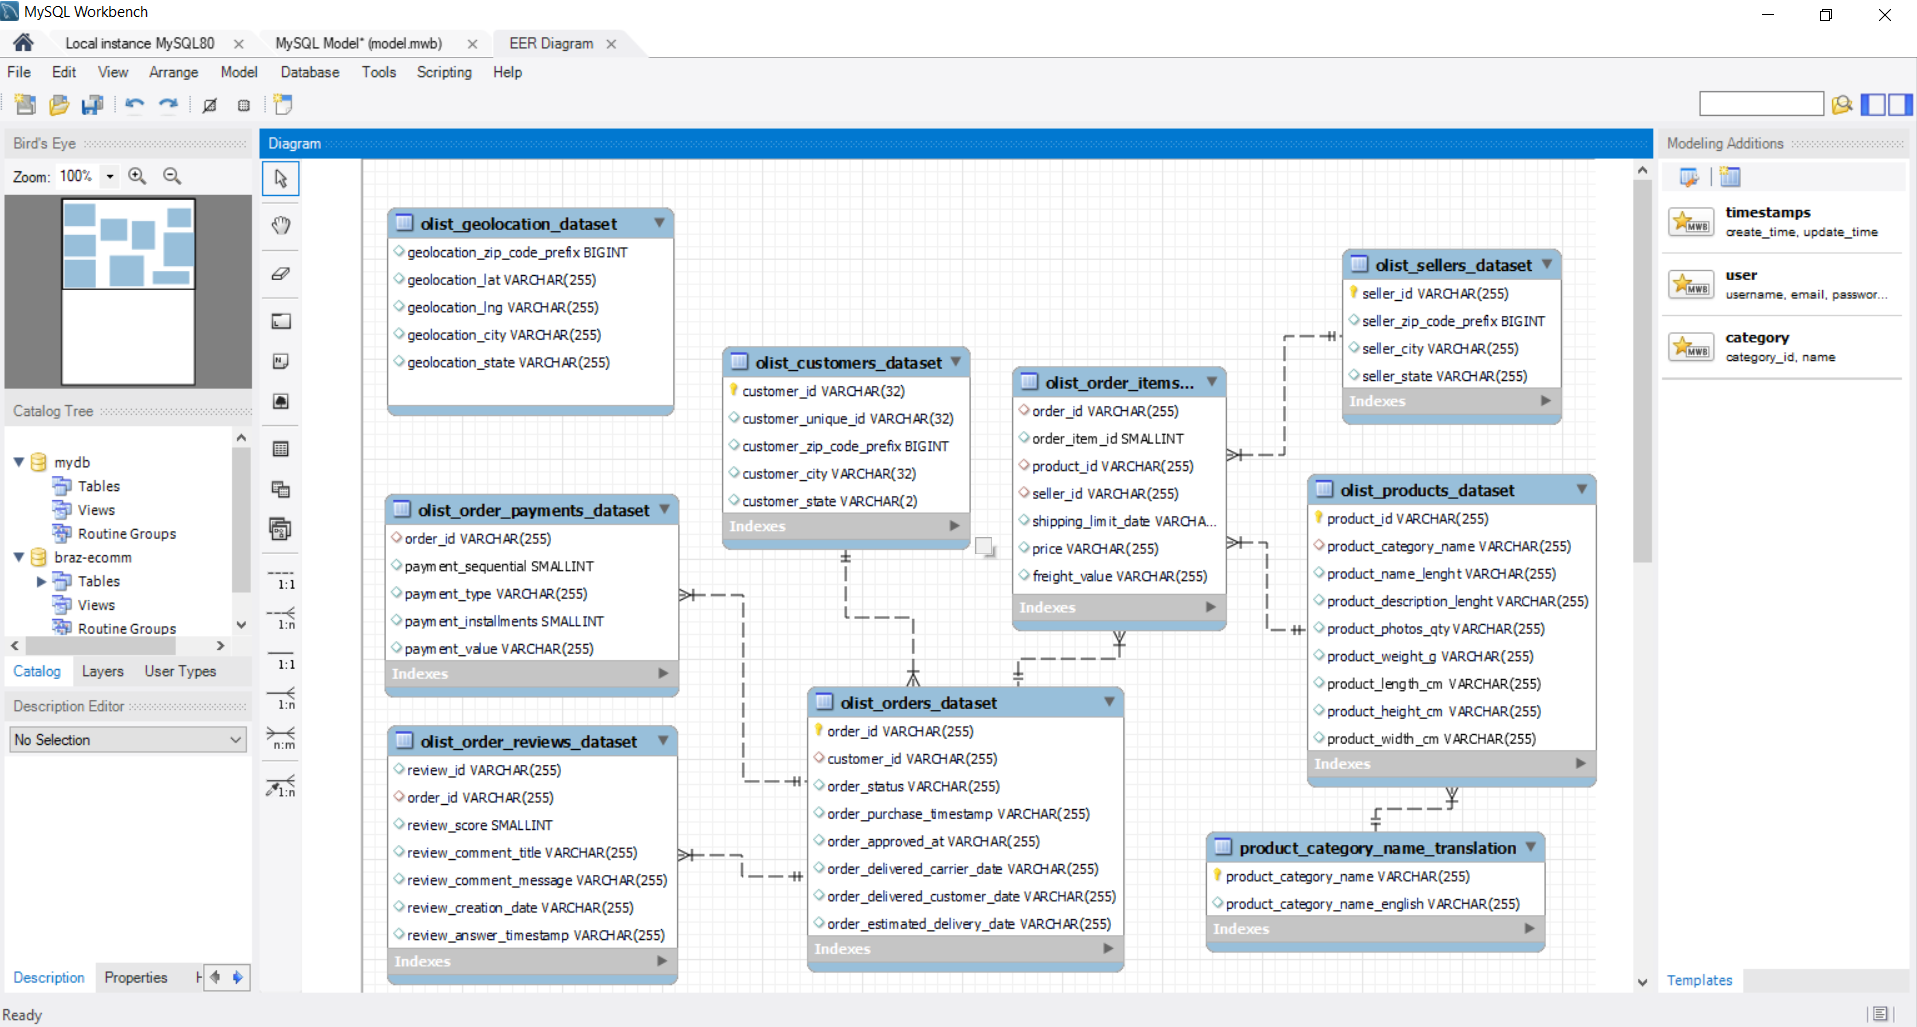 MySQL Workbench
Local instance MySQL80
MySQL Model* (model.mwb)
EER Diagram
File Edit View Arrange Model Database Tools Scripting Help
Bird's Eye
Zoom: 100%
Diagram
Modeling Additions
timestamps
create_time, update_time
user
username, email, passwor...
category
category_id, name
Templates
Catalog Tree
mydb
Tables
Views
Routine Groups
braz-ecomm
Tables
Views
Routine Groups
Catalog Layers User Types
Description Editor
No Selection
Description Properties H
Ready
1:1
1:n
1:1
1:n
n:m
1:n
olist_geolocation_dataset
geolocation_zip_code_prefix BIGINT
geolocation_lat VARCHAR(255)
geolocation_lng VARCHAR(255)
geolocation_city VARCHAR(255)
geolocation_state VARCHAR(255)
olist_customers_dataset
customer_id VARCHAR(32)
customer_unique_id VARCHAR(32)
customer_zip_code_prefix BIGINT
customer_city VARCHAR(32)
customer_state VARCHAR(2)
Indexes
olist_order_items...
order_id VARCHAR(255)
order_item_id SMALLINT
product_id VARCHAR(255)
seller_id VARCHAR(255)
shipping_limit_date VARCHA...
price VARCHAR(255)
freight_value VARCHAR(255)
Indexes
olist_sellers_dataset
seller_id VARCHAR(255)
seller_zip_code_prefix BIGINT
seller_city VARCHAR(255)
seller_state VARCHAR(255)
Indexes
olist_order_payments_dataset
order_id VARCHAR(255)
payment_sequential SMALLINT
payment_type VARCHAR(255)
payment_installments SMALLINT
payment_value VARCHAR(255)
Indexes
olist_products_dataset
product_id VARCHAR(255)
product_category_name VARCHAR(255)
product_name_lenght VARCHAR(255)
product_description_lenght VARCHAR(255)
product_photos_qty VARCHAR(255)
product_weight_g VARCHAR(255)
product_length_cm VARCHAR(255)
product_height_cm VARCHAR(255)
product_width_cm VARCHAR(255)
Indexes
olist_order_reviews_dataset
review_id VARCHAR(255)
order_id VARCHAR(255)
review_score SMALLINT
review_comment_title VARCHAR(255)
review_comment_message VARCHAR(255)
review_creation_date VARCHAR(255)
review_answer_timestamp VARCHAR(255)
Indexes
olist_orders_dataset
order_id VARCHAR(255)
customer_id VARCHAR(255)
order_status VARCHAR(255)
order_purchase_timestamp VARCHAR(255)
order_approved_at VARCHAR(255)
order_delivered_carrier_date VARCHAR(255)
order_delivered_customer_date VARCHAR(255)
order_estimated_delivery_date VARCHAR(255)
Indexes
product_category_name_translation
product_category_name VARCHAR(255)
product_category_name_english VARCHAR(255)
Indexes
MWB
MWB
MWB